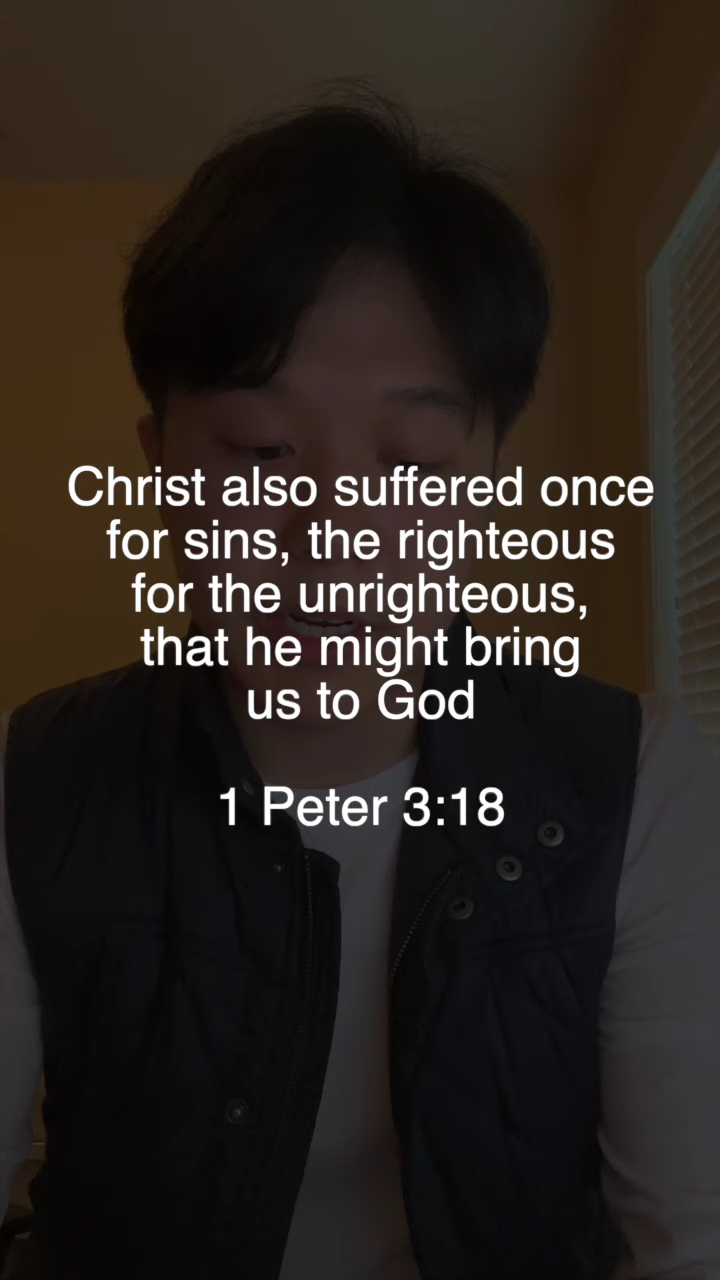 Christ also suffered once
for sins, the righteous
for the unrighteous,
that he might bring
us to God
1 Peter 3:18